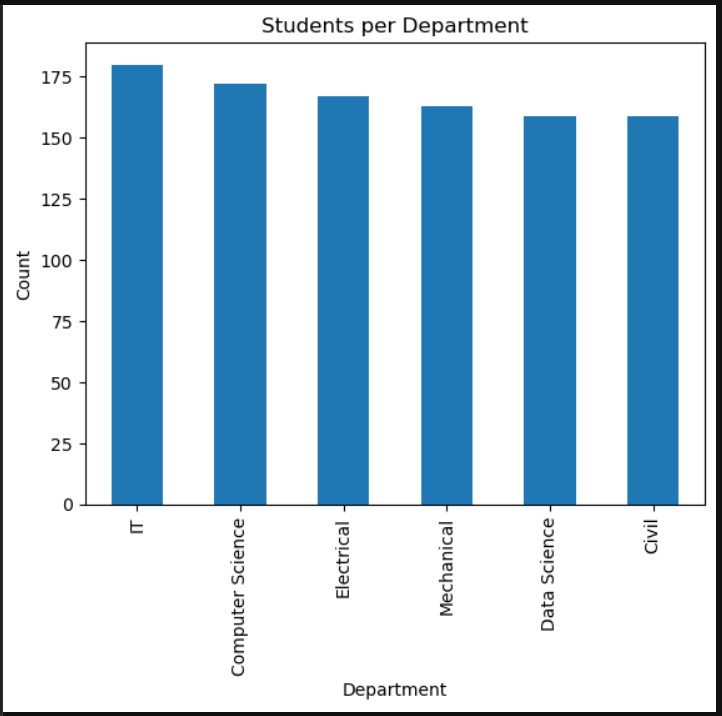 Students per Department
Count
175
150
125
100
75
50
25
0
IT
Computer Science
Electrical
Mechanical
Data Science
Civil
Department